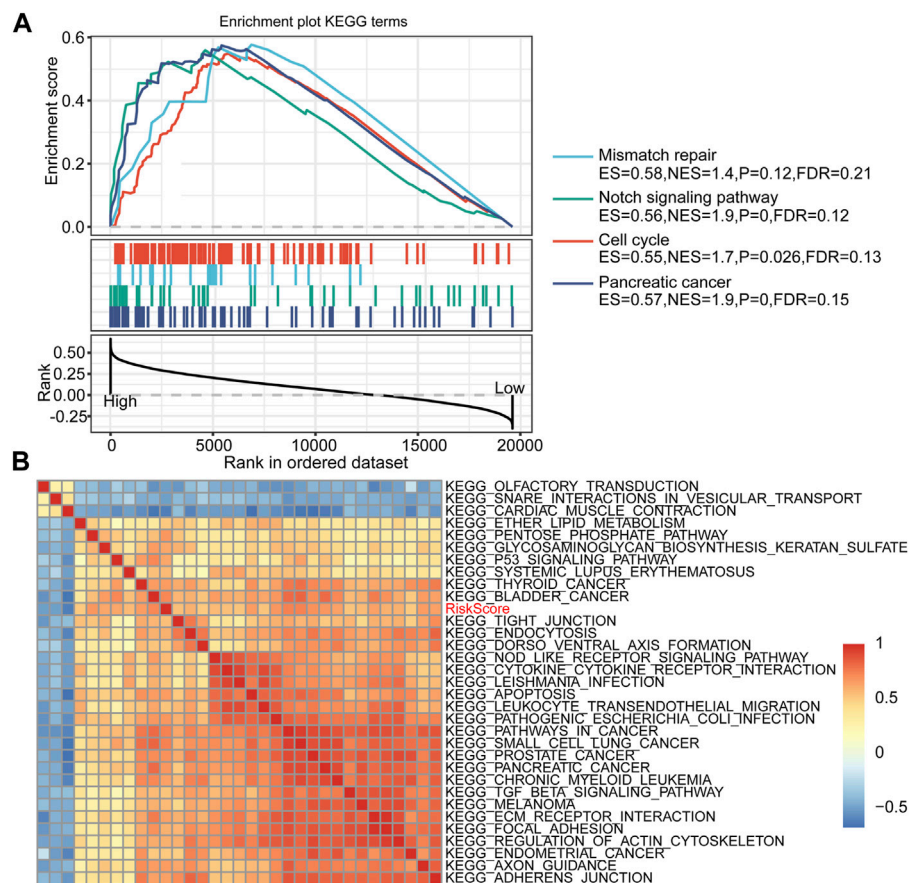 A
Enrichment plot KEGG terms
Enrichment score
0.6
0.4
0.2
0.0
Mismatch repair
ES=0.58,NES=1.4,P=0.12,FDR=0.21
Notch signaling pathway
ES=0.56,NES=1.9,P=0,FDR=0.12
Cell cycle
ES=0.55,NES=1.7,P=0.026,FDR=0.13
Pancreatic cancer
ES=0.57,NES=1.9,P=0,FDR=0.15
Rank
0.50
0.25
0.00
-0.25
High
Low
0 5000 10000 15000 20000
Rank in ordered dataset
B
KEGG_OLFACTORY_TRANSDUCTION
KEGG_SNARE_INTERACTIONS_IN_VESICULAR_TRANSPORT
KEGG_CARDIAC_MUSCLE_CONTRACTION
KEGG_ETHER_LIPID_METABOLISM
KEGG_PENTOSE_PHOSPHATE_PATHWAY
KEGG_GLYCOSAMINOGLYCAN_BIOSYNTHESIS_KERATAN_SULFATE
KEGG_P53_SIGNALING_PATHWAY
KEGG_SYSTEMIC_LUPUS_ERYTHEMATOSUS
KEGG_THYROID_CANCER
KEGG_BLADDER_CANCER
RiskScore
KEGG_TIGHT_JUNCTION
KEGG_ENDOCYTOSIS
KEGG_DORSO_VENTRAL_AXIS_FORMATION
KEGG_NOD_LIKE_RECEPTOR_SIGNALING_PATHWAY
KEGG_CYTOKINE_CYTOKINE_RECEPTOR_INTERACTION
KEGG_LEISHMANIA_INFECTION
KEGG_APOPTOSIS
KEGG_LEUKOCYTE_TRANSENDOTHELIAL_MIGRATION
KEGG_PATHOGENIC_ESCHERICHIA_COLI_INFECTION
KEGG_PATHWAYS_IN_CANCER
KEGG_SMALL_CELL_LUNG_CANCER
KEGG_PROSTATE_CANCER
KEGG_PANCREATIC_CANCER
KEGG_CHRONIC_MYELOID_LEUKEMIA
KEGG_TGF_BETA_SIGNALING_PATHWAY
KEGG_MELANOMA
KEGG_ECM_RECEPTOR_INTERACTION
KEGG_FOCAL_ADHESION
KEGG_REGULATION_OF_ACTIN_CYTOSKELETON
KEGG_ENDOMETRIAL_CANCER
KEGG_AXON_GUIDANCE
KEGG_ADHERENS_JUNCTION
1
0.5
0
−0.5